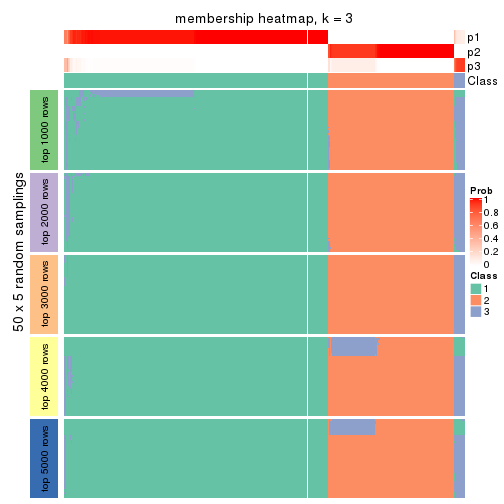 membership heatmap, k = 3
p1
p2
p3
Class
50 x 5 random samplings
top 1000 rows
top 2000 rows
top 3000 rows
top 4000 rows
top 5000 rows
Prob
1
0.8
0.6
0.4
0.2
0
Class
1
2
3